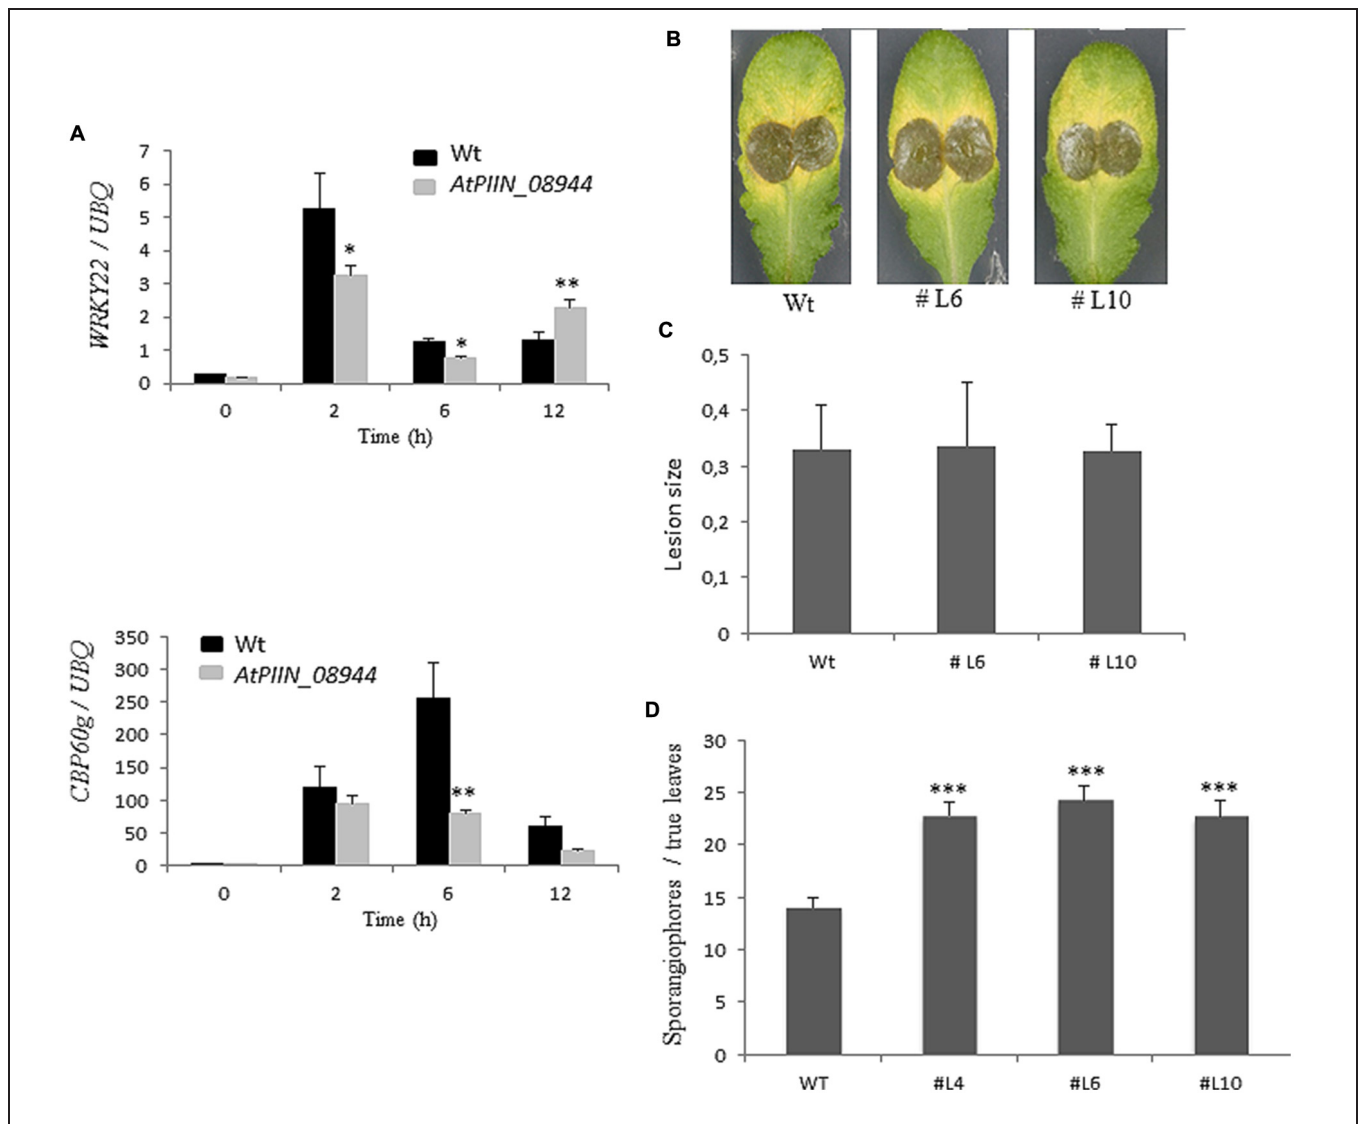 A
WRKY22 / UBQ
7
6
5
4
3
2
1
0
Wt
AtPIIN_08944
*
*
**
0 2 6 12
Time (h)
CBP60g / UBQ
350
300
250
200
150
100
50
0
Wt
AtPIIN_08944
**
0 2 6 12
Time (h)
B
Wt # L6 # L10
C
Lesion size
0,5
0,4
0,3
0,2
0,1
0
Wt # L6 # L10
D
Sporangiophores / true leaves
30
25
20
15
10
5
0
*** *** ***
WT #L4 #L6 #L10